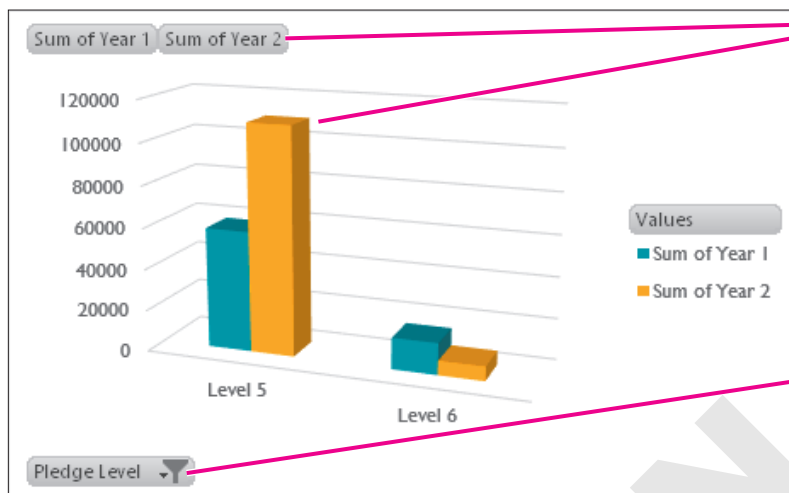 Sum of Year 1 Sum of Year 2
120000
100000
80000
60000
40000
20000
0
Level 5
Level 6
Values
Sum of Year 1
Sum of Year 2
Pledge Level